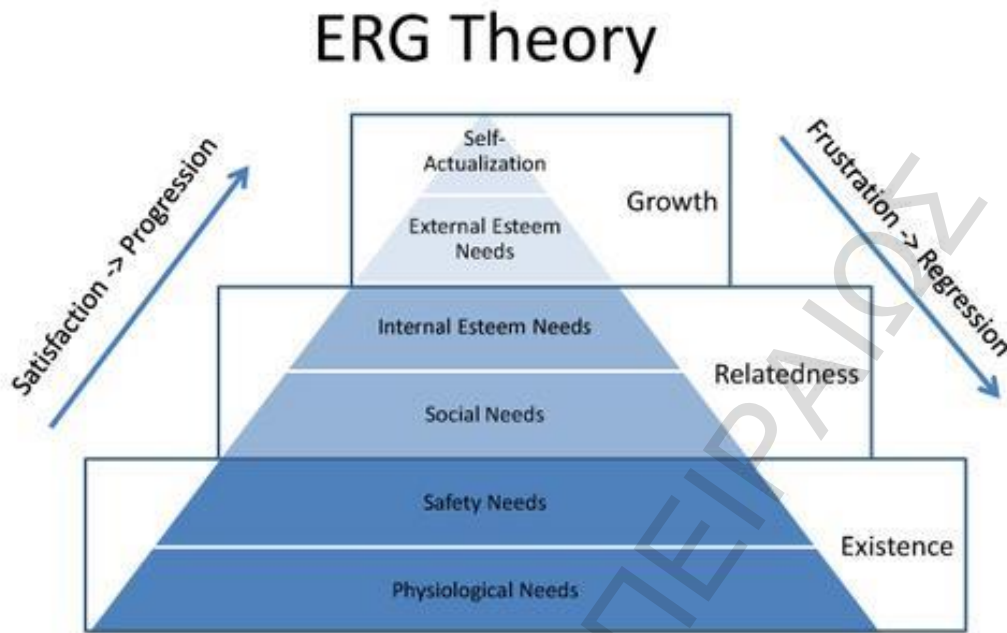 ERG Theory
Satisfaction -> Progression
Frustration -> Regression
Self-
Actualization
Growth
External Esteem
Needs
Internal Esteem Needs
Relatedness
Social Needs
Safety Needs
Existence
Physiological Needs
ΠΕΙΡΑΙΩΣ